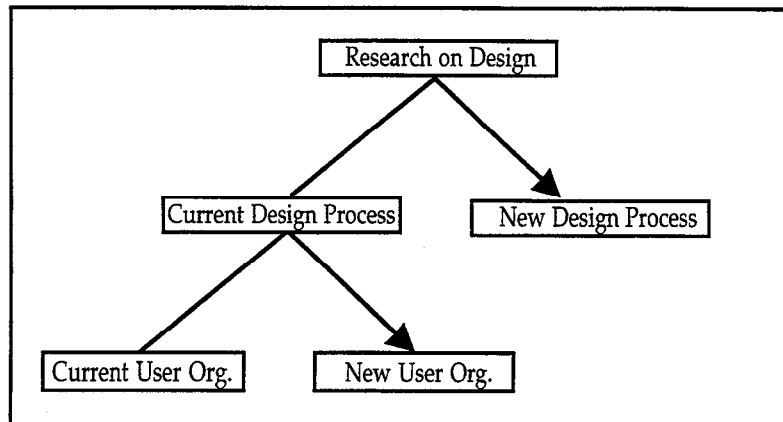 Research on Design
Current Design Process
New Design Process
Current User Org.
New User Org.